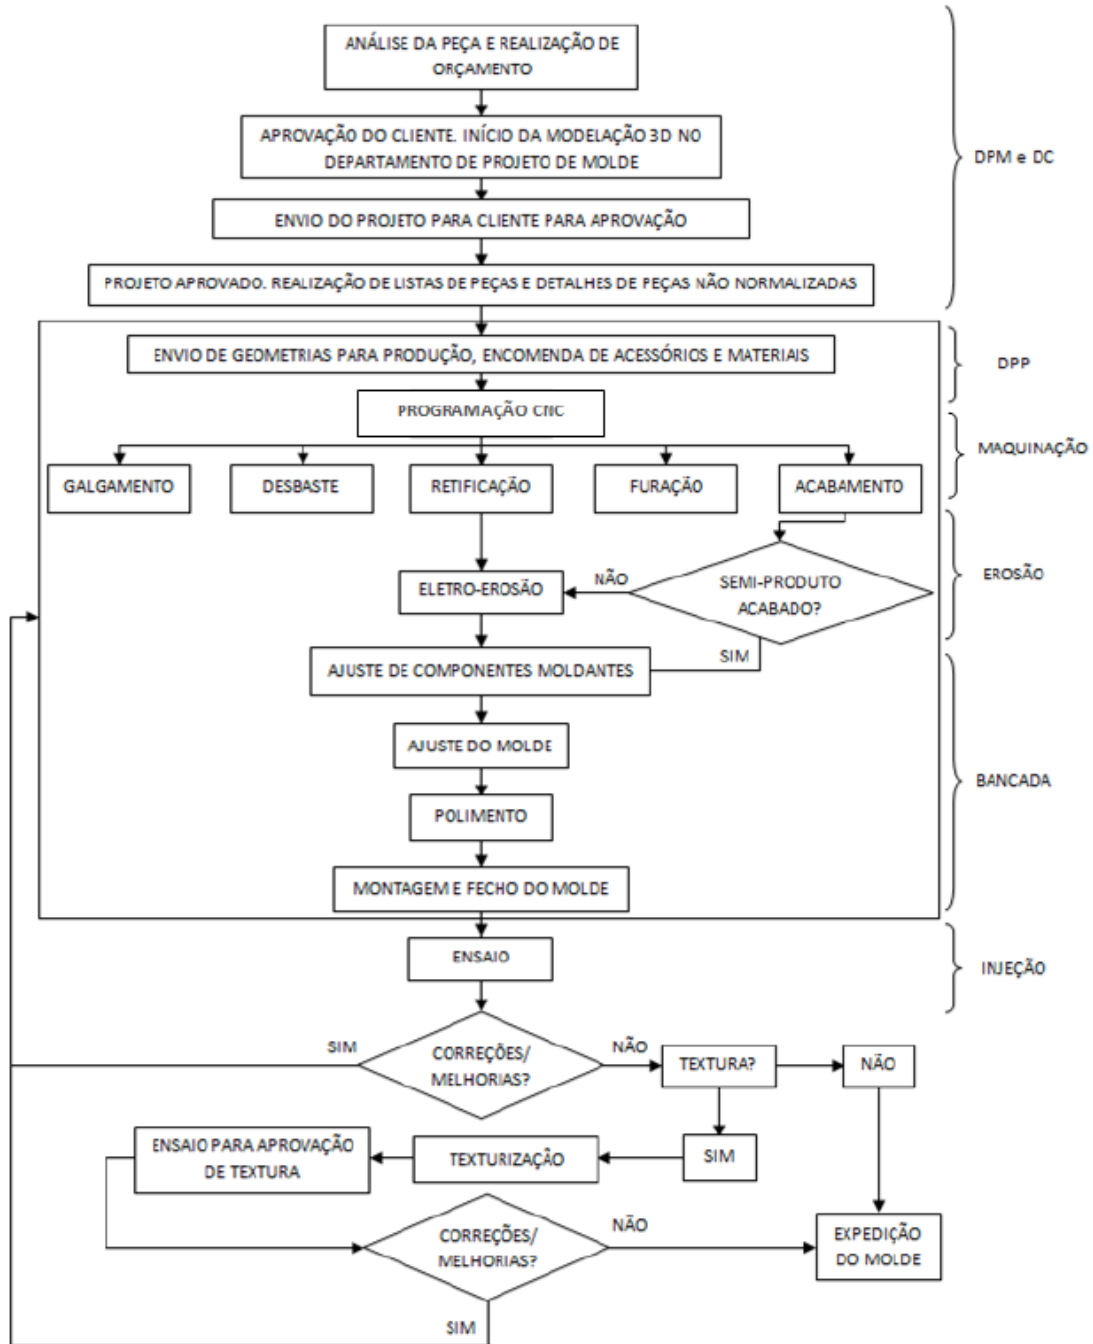 ANÁLISE DA PEÇA E REALIZAÇÃO DE
ORÇAMENTO
APROVAÇÃO DO CLIENTE. INÍCIO DA MODELAÇÃO 3D NO
DEPARTAMENTO DE PROJETO DE MOLDE
DPM e DC
ENVIO DO PROJETO PARA CLIENTE PARA APROVAÇÃO
PROJETO APROVADO. REALIZAÇÃO DE LISTAS DE PEÇAS E DETALHES DE PEÇAS NÃO NORMALIZADAS
ENVIO DE GEOMETRIAS PARA PRODUÇÃO, ENCOMENDA DE ACESSÓRIOS E MATERIAIS
DPP
PROGRAMAÇÃO CNC
MAQUINAÇÃO
GALGAMENTO
DESBASTE
RETIFICAÇÃO
FURAÇÃO
ACABAMENTO
ELETRO-EROSÃO
NÃO
SEMI-PRODUTO
ACABADO?
EROSÃO
SIM
AJUSTE DE COMPONENTES MOLDANTES
AJUSTE DO MOLDE
BANCADA
POLIMENTO
MONTAGEM E FECHO DO MOLDE
ENSAIO
INJEÇÃO
SIM
CORREÇÕES/
MELHORIAS?
NÃO
TEXTURA?
NÃO
ENSAIO PARA APROVAÇÃO
DE TEXTURA
TEXTURIZAÇÃO
SIM
CORREÇÕES/
MELHORIAS?
NÃO
EXPEDIÇÃO
DO MOLDE
SIM